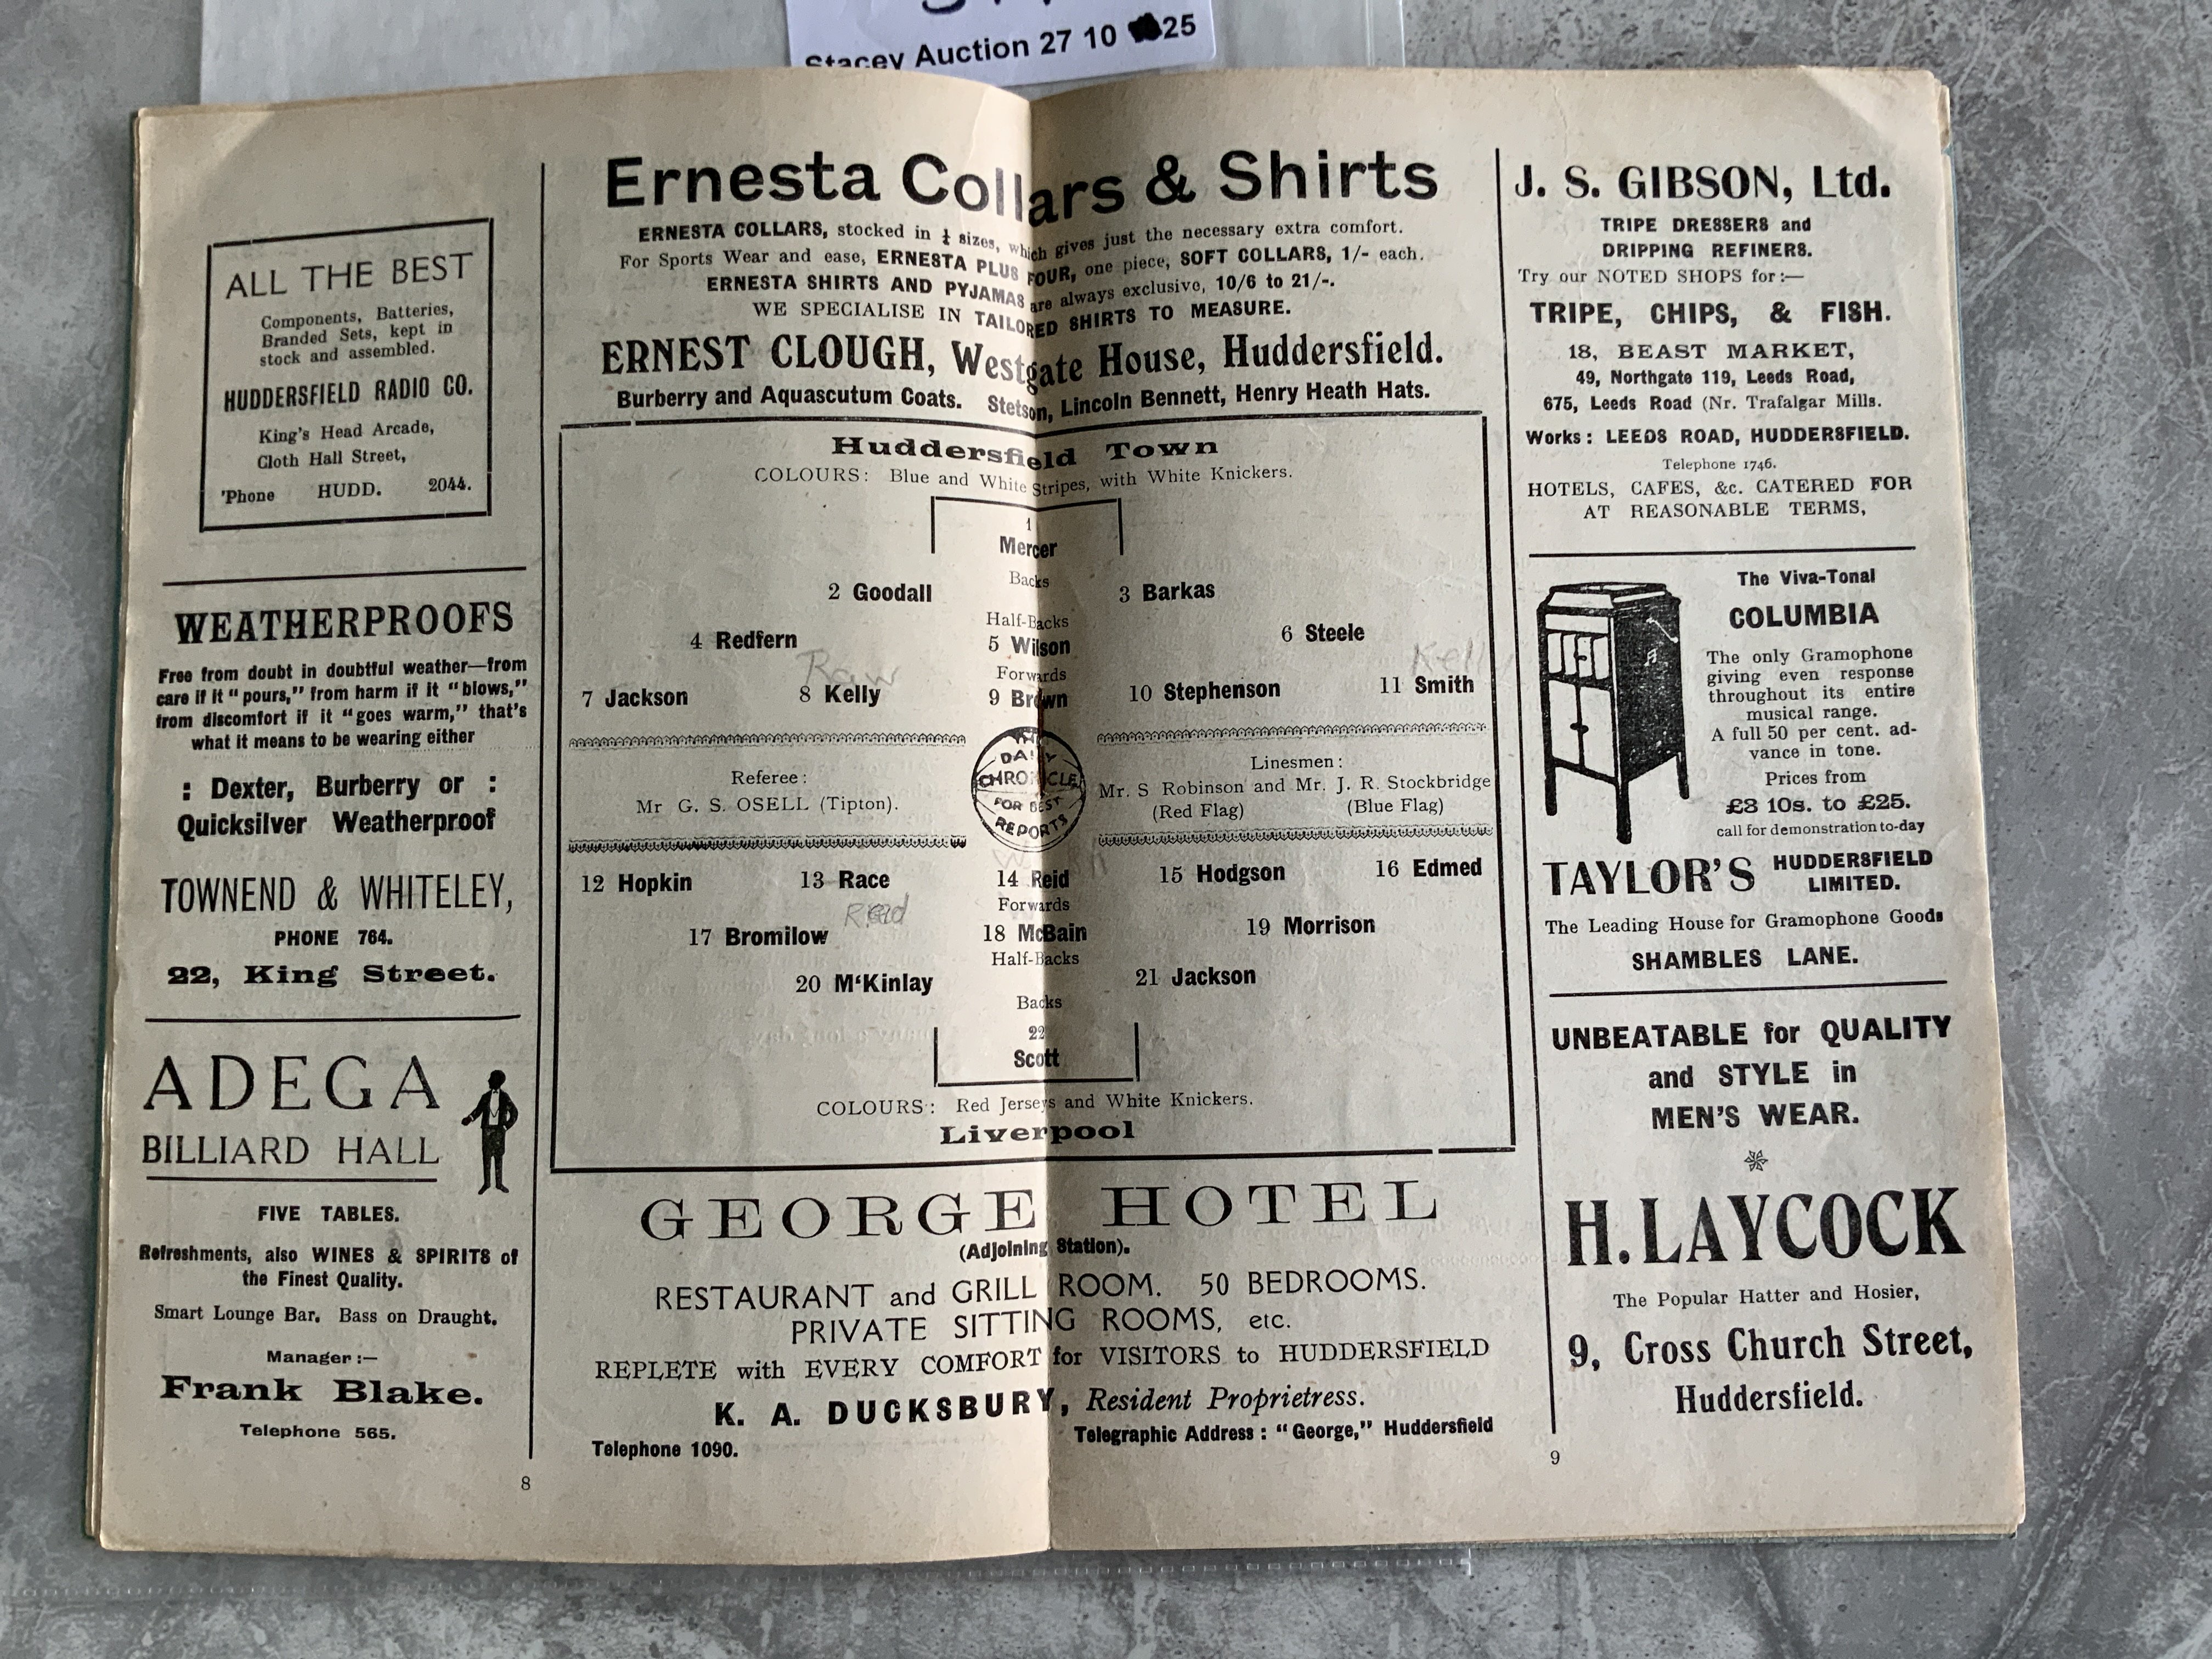 Stacey Auction 27 10 25
ALL THE BEST
Components, Batteries,
Branded Sets, kept in
stock and assembled.
HUDDERSFIELD RADIO CO.
King's Head Arcade,
Cloth Hall Street,
'Phone HUDD. 2044.
WEATHERPROOFS
Free from doubt in doubtful weather—from
care if it "pours," from harm if it "blows,"
from discomfort if it "goes warm," that's
what it means to be wearing either
: Dexter, Burberry or :
Quicksilver Weatherproof
TOWNEND & WHITELEY,
PHONE 764.
22, King Street.
ADEGA
BILLIARD HALL
FIVE TABLES.
Refreshments, also WINES & SPIRITS of
the Finest Quality.
Smart Lounge Bar. Bass on Draught.
Manager :—
Frank Blake.
Telephone 565.
8
Ernesta Collars & Shirts
ERNESTA COLLARS, stocked in ¼ sizes, which gives just the necessary extra comfort.
For Sports Wear and ease, ERNESTA PLUS FOUR, one piece, SOFT COLLARS, 1/- each.
ERNESTA SHIRTS AND PYJAMAS are always exclusive, 10/6 to 21/-.
WE SPECIALISE IN TAILORED SHIRTS TO MEASURE.
ERNEST CLOUGH, Westgate House, Huddersfield.
Burberry and Aquascutum Coats. Stetson, Lincoln Bennett, Henry Heath Hats.
Huddersfield Town
COLOURS: Blue and White Stripes, with White Knickers.
1
Mercer
Backs
2 Goodall 3 Barkas
Half-Backs
4 Redfern 5 Wilson 6 Steele
Raw Kelly
Forwards
7 Jackson 8 Kelly 9 Brown 10 Stephenson 11 Smith
Referee:
Mr G. S. OSELL (Tipton).
THE
DAILY
CHRONICLE
FOR BEST
REPORTS
Linesmen:
Mr. S Robinson and Mr. J. R. Stockbridge
(Red Flag) (Blue Flag)
12 Hopkin 13 Race 14 Reid 15 Hodgson 16 Edmed
Forwards
Reid
17 Bromilow 18 McBain 19 Morrison
Half-Backs
20 M'Kinlay 21 Jackson
Backs
22
Scott
COLOURS: Red Jerseys and White Knickers.
Liverpool
GEORGE HOTEL
(Adjoining Station).
RESTAURANT and GRILL ROOM. 50 BEDROOMS.
PRIVATE SITTING ROOMS, etc.
REPLETE with EVERY COMFORT for VISITORS to HUDDERSFIELD
K. A. DUCKSBURY, Resident Proprietress.
Telephone 1090. Telegraphic Address : "George," Huddersfield
J. S. GIBSON, Ltd.
TRIPE DRESSERS and
DRIPPING REFINERS.
Try our NOTED SHOPS for :—
TRIPE, CHIPS, & FISH.
18, BEAST MARKET,
49, Northgate 119, Leeds Road,
675, Leeds Road (Nr. Trafalgar Mills.
Works : LEEDS ROAD, HUDDERSFIELD.
Telephone 1746.
HOTELS, CAFES, &c. CATERED FOR
AT REASONABLE TERMS,
The Viva-Tonal
COLUMBIA
The only Gramophone
giving even response
throughout its entire
musical range.
A full 50 per cent. ad-
vance in tone.
Prices from
£8 10s. to £25.
call for demonstration to-day
TAYLOR'S HUDDERSFIELD
LIMITED.
The Leading House for Gramophone Goods
SHAMBLES LANE.
UNBEATABLE for QUALITY
and STYLE in
MEN'S WEAR.
H. LAYCOCK
The Popular Hatter and Hosier,
9, Cross Church Street,
Huddersfield.
9